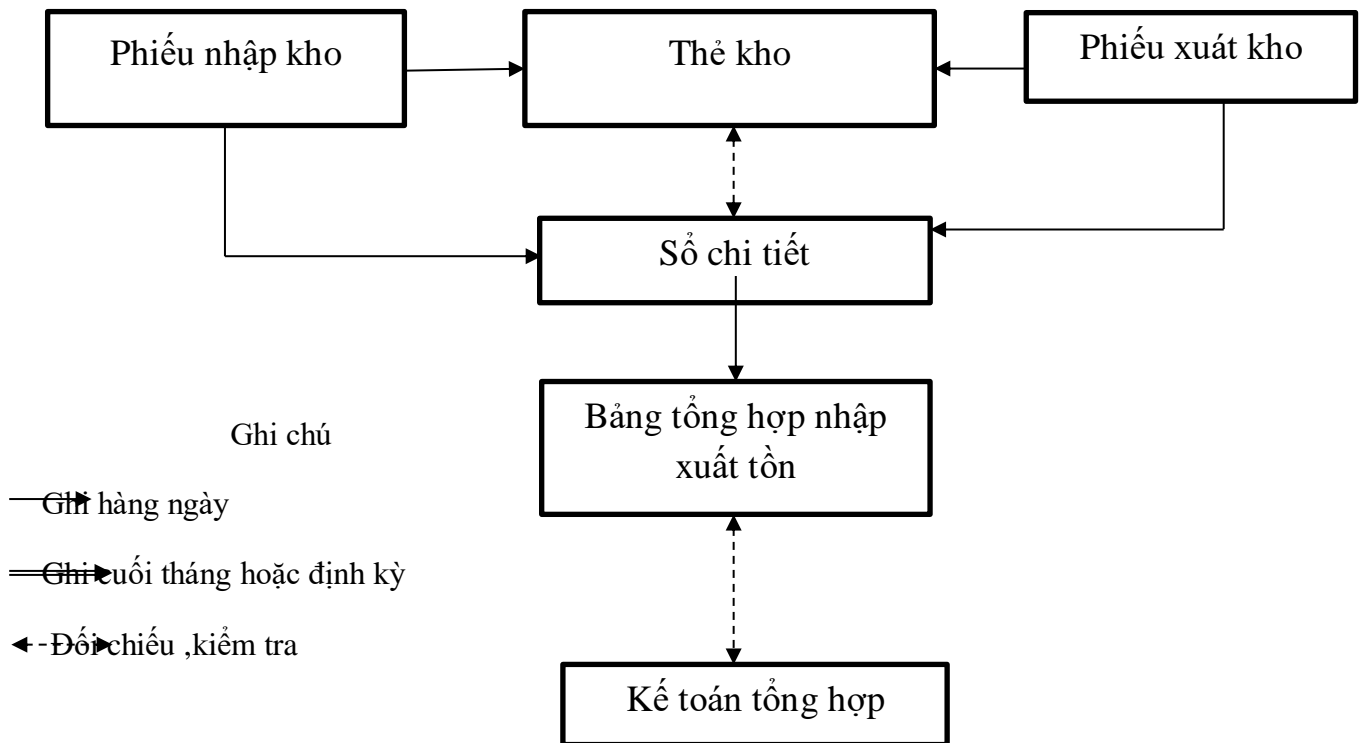 Phiếu nhập kho
Thẻ kho
Phiếu xuát kho
Sổ chi tiết
Bảng tổng hợp nhập
xuất tồn
Ghi chú
Ghi hàng ngày
Ghi cuối tháng hoặc định kỳ
Đối chiếu ,kiểm tra
Kế toán tổng hợp